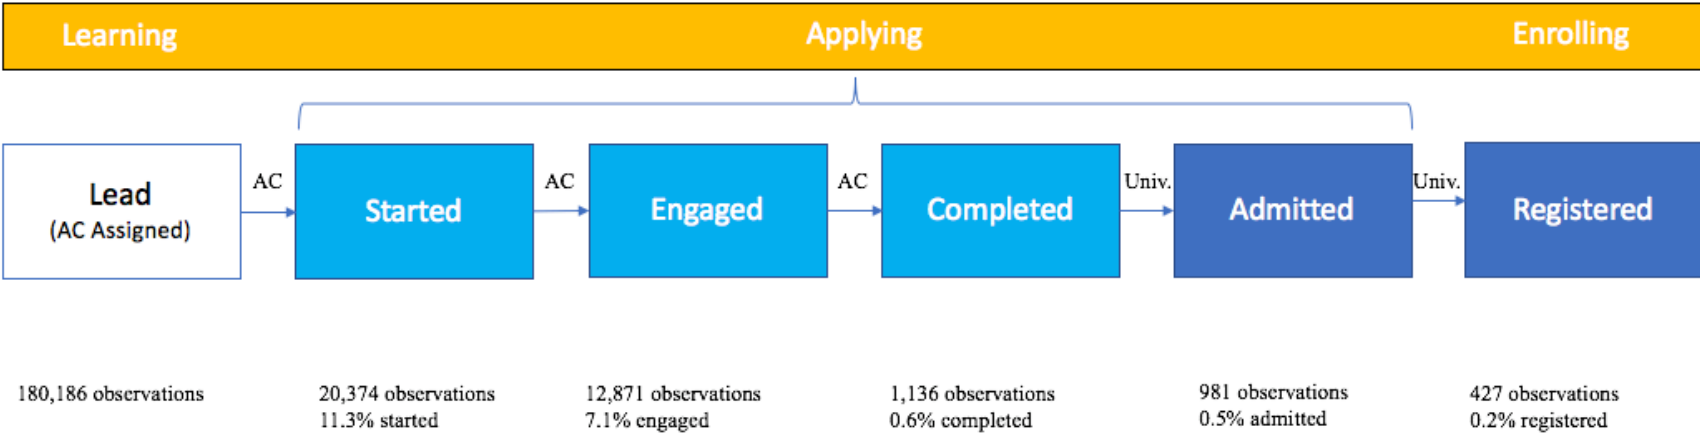 Learning
Applying
Enrolling
Lead
(AC Assigned)
AC
Started
AC
Engaged
AC
Completed
Univ.
Admitted
Univ.
Registered
180,186 observations
20,374 observations
11.3% started
12,871 observations
7.1% engaged
1,136 observations
0.6% completed
981 observations
0.5% admitted
427 observations
0.2% registered